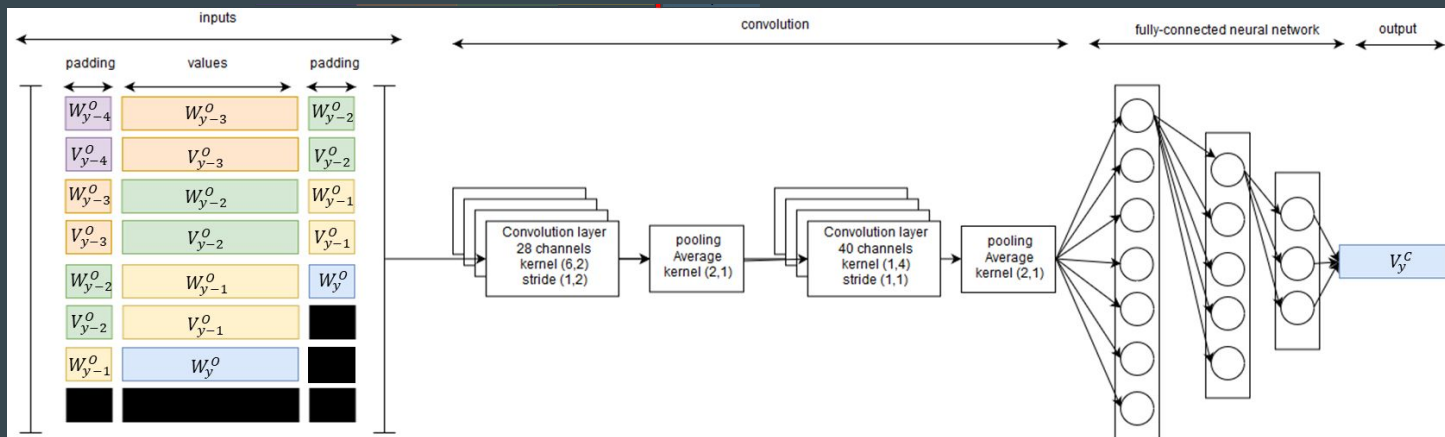 inputs
convolution
fully-connected neural network
output
padding
values
padding
W^O_{y-4} W^O_{y-3} W^O_{y-2}
V^O_{y-4} V^O_{y-3} V^O_{y-2}
W^O_{y-3} W^O_{y-2} W^O_{y-1}
V^O_{y-3} V^O_{y-2} V^O_{y-1}
W^O_{y-2} W^O_{y-1} W^O_y
V^O_{y-2} V^O_{y-1}
W^O_{y-1} W^O_y
Convolution layer
28 channels
kernel (6,2)
stride (1,2)
pooling
Average
kernel (2,1)
Convolution layer
40 channels
kernel (1,4)
stride (1,1)
pooling
Average
kernel (2,1)
V^C_y